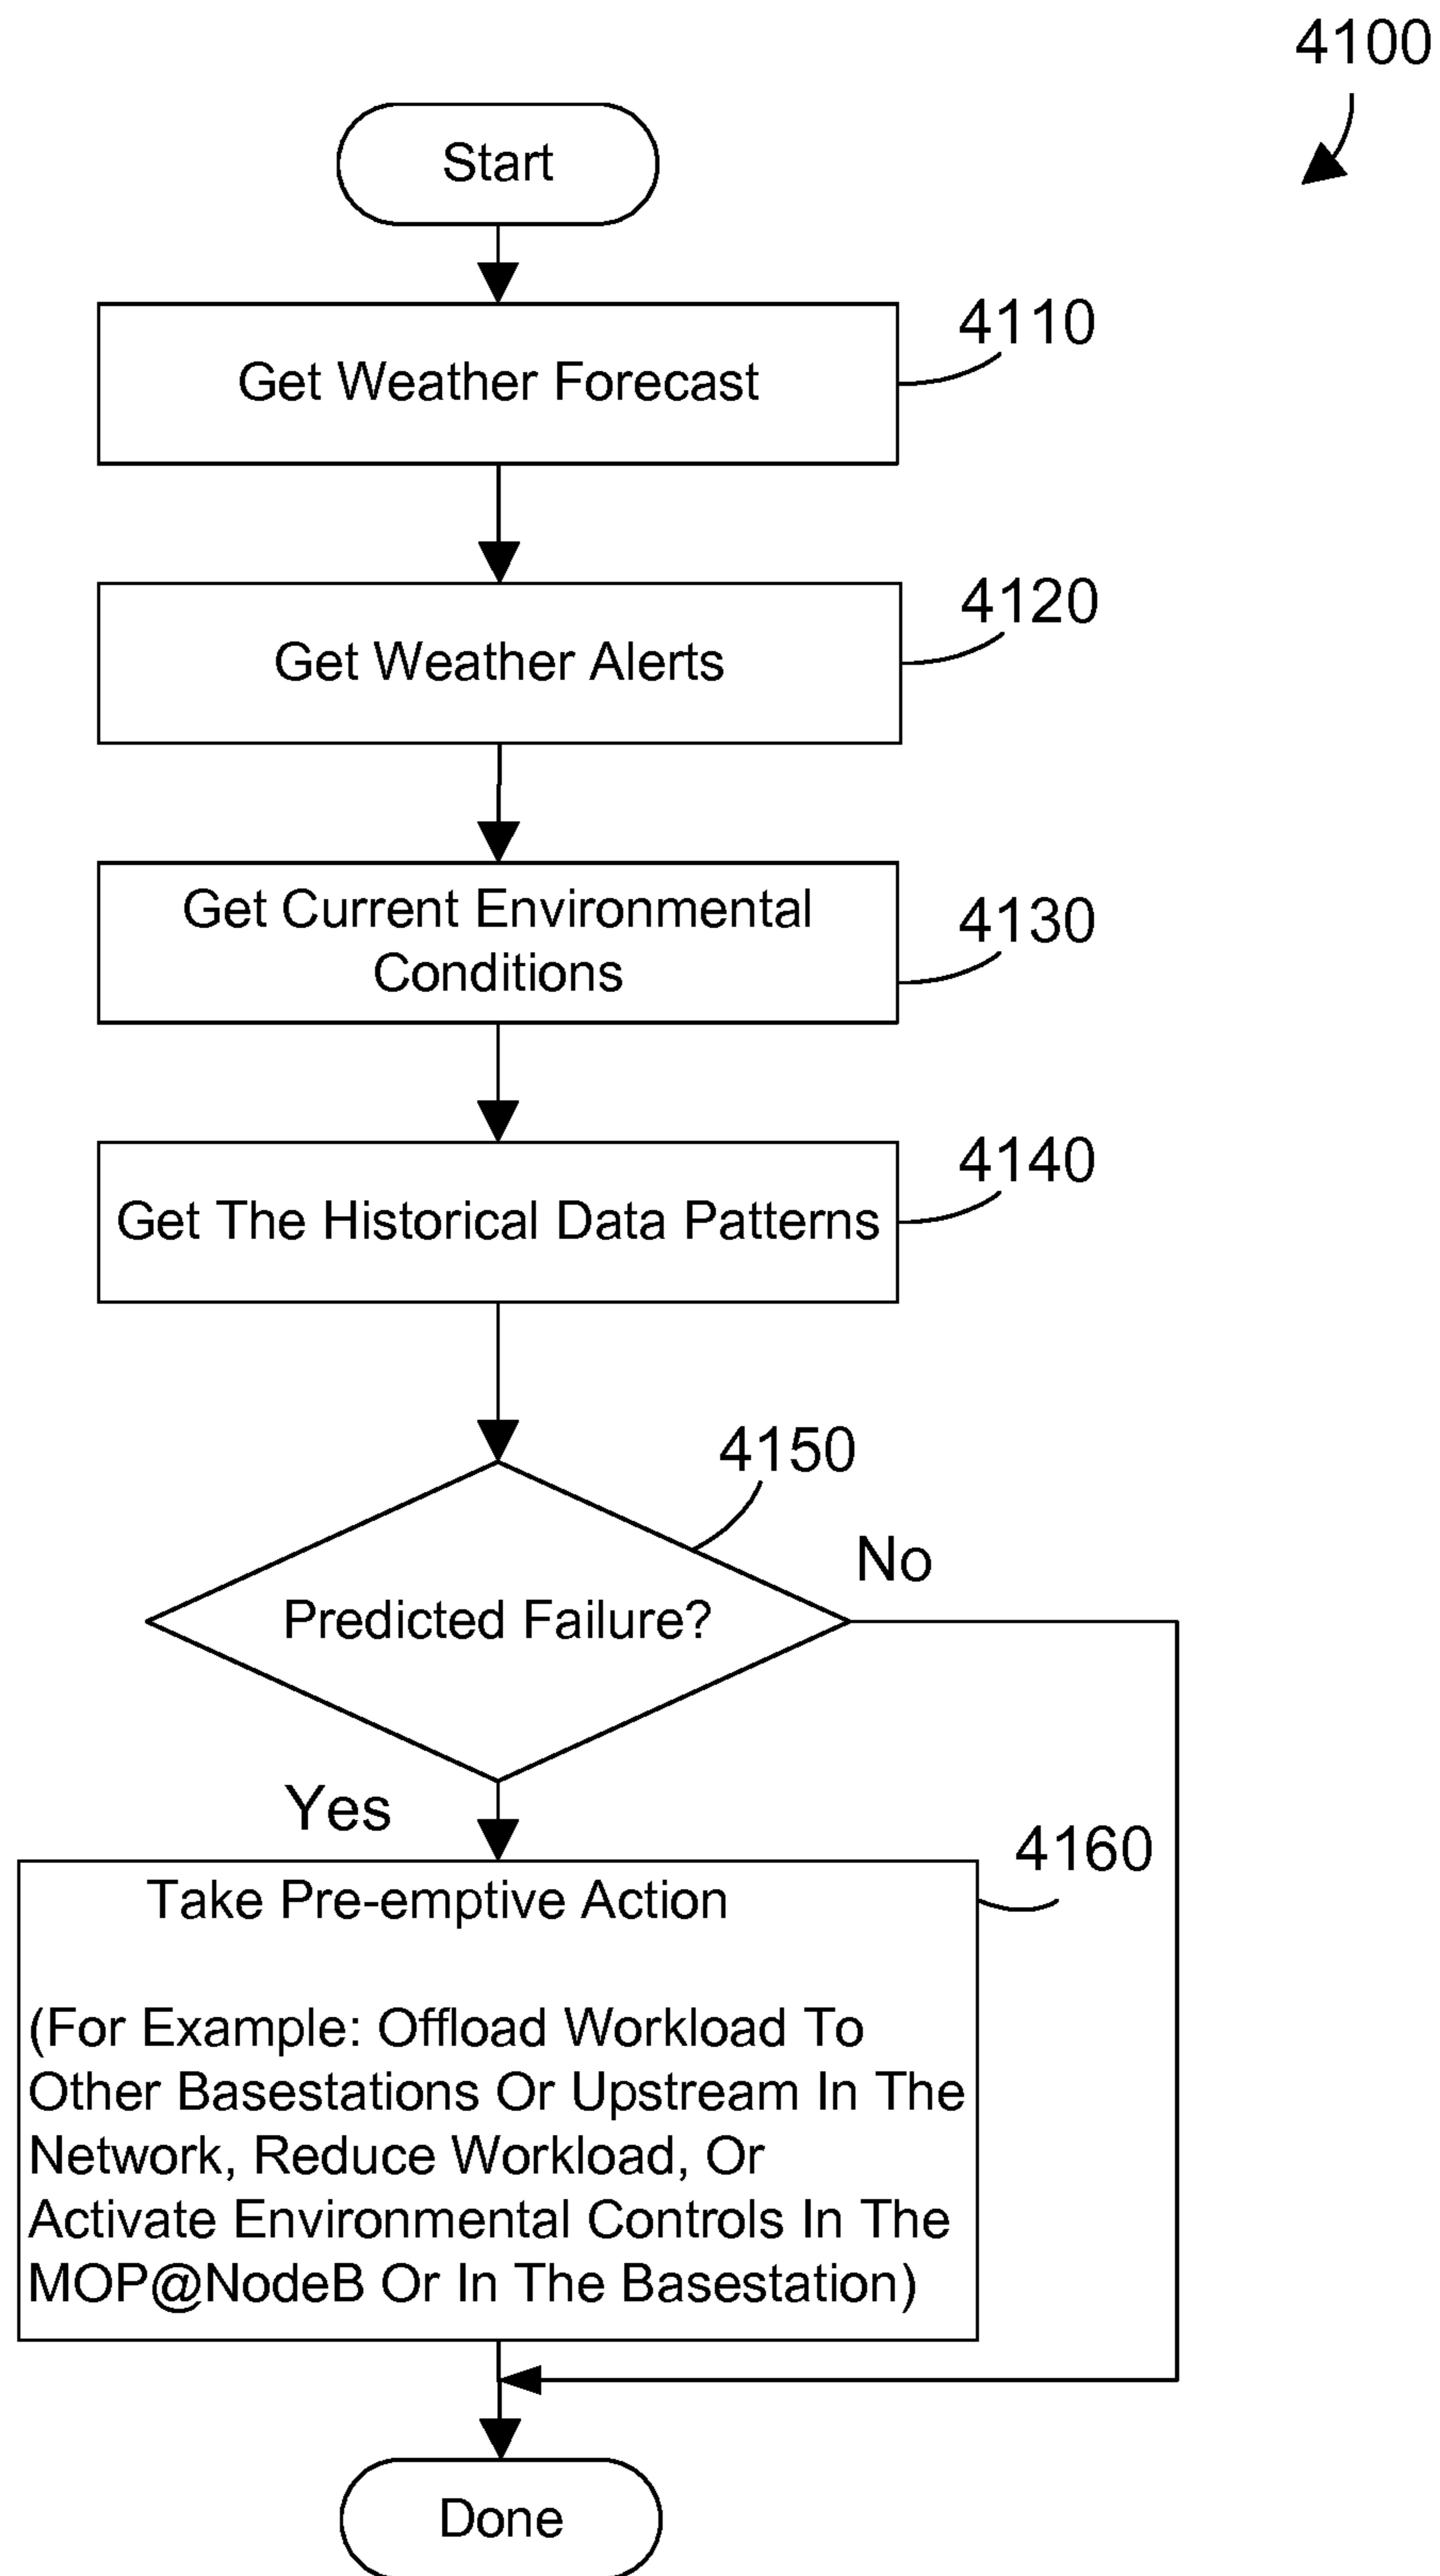 4100
Start
Get Weather Forecast
4110
Get Weather Alerts
4120
Get Current Environmental
Conditions
4130
Get The Historical Data Patterns
4140
4150
Predicted Failure?
No
Yes
4160
Take Pre-emptive Action
(For Example: Offload Workload To
Other Basestations Or Upstream In The
Network, Reduce Workload, Or
Activate Environmental Controls In The
MOP@NodeB Or In The Basestation)
Done